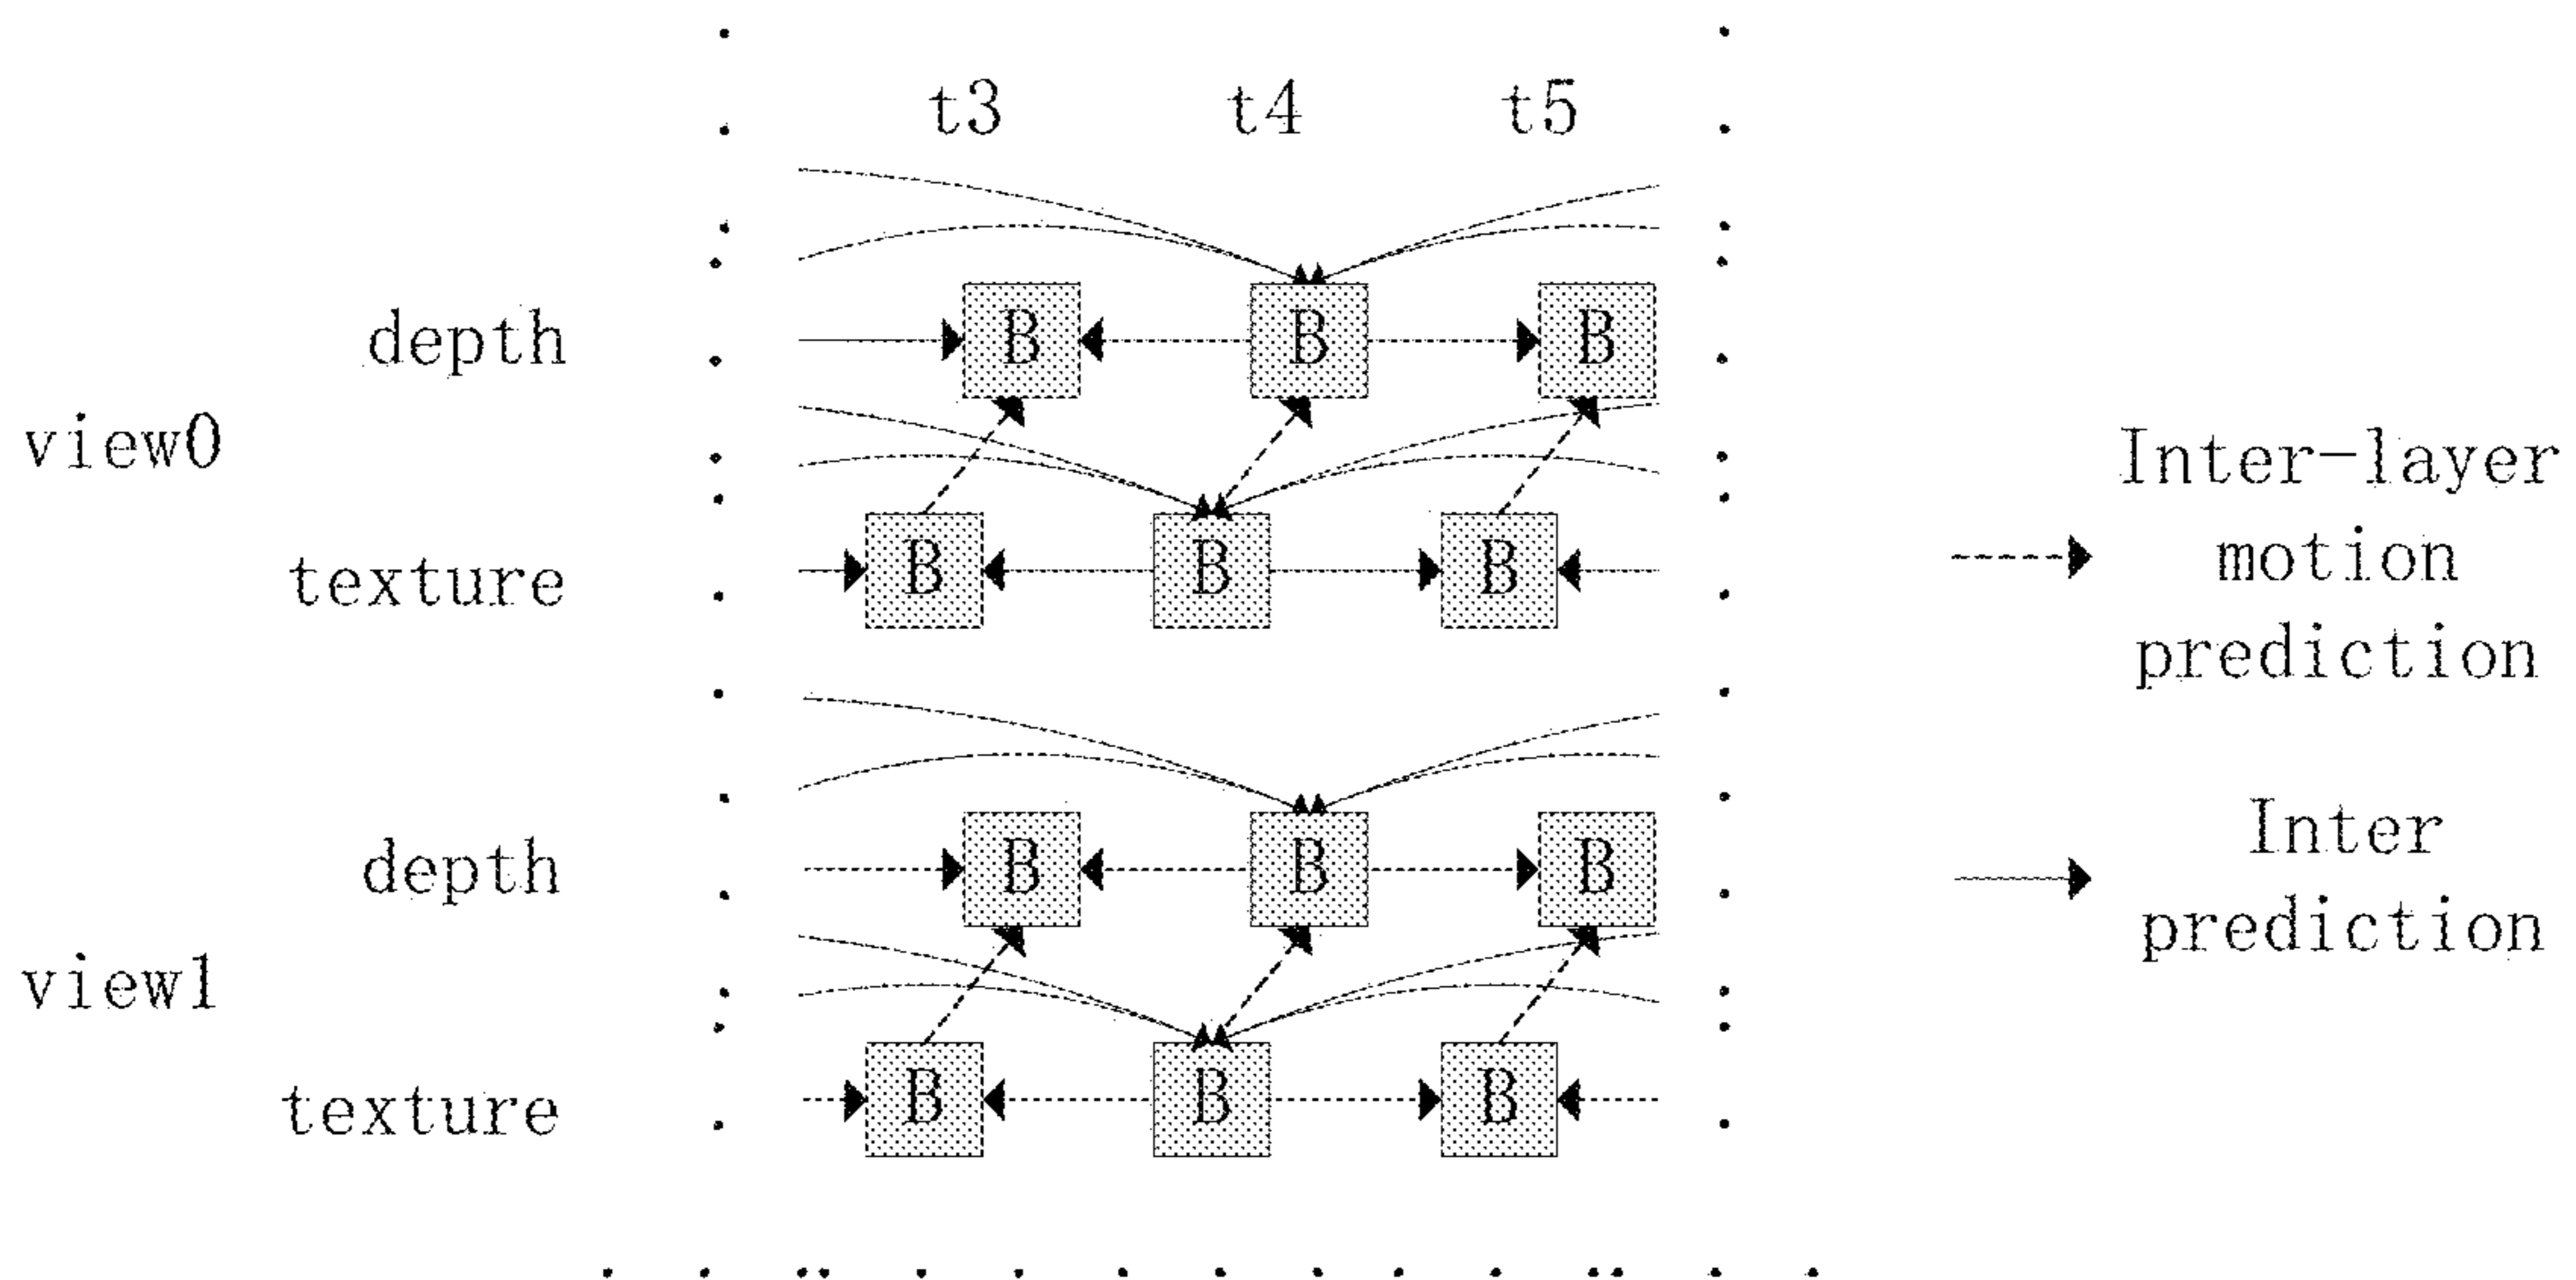 t3 t4 t5
depth B B B
view0
texture B B B
depth B B B
view1
texture B B B
Inter-layer
motion
prediction
Inter
prediction